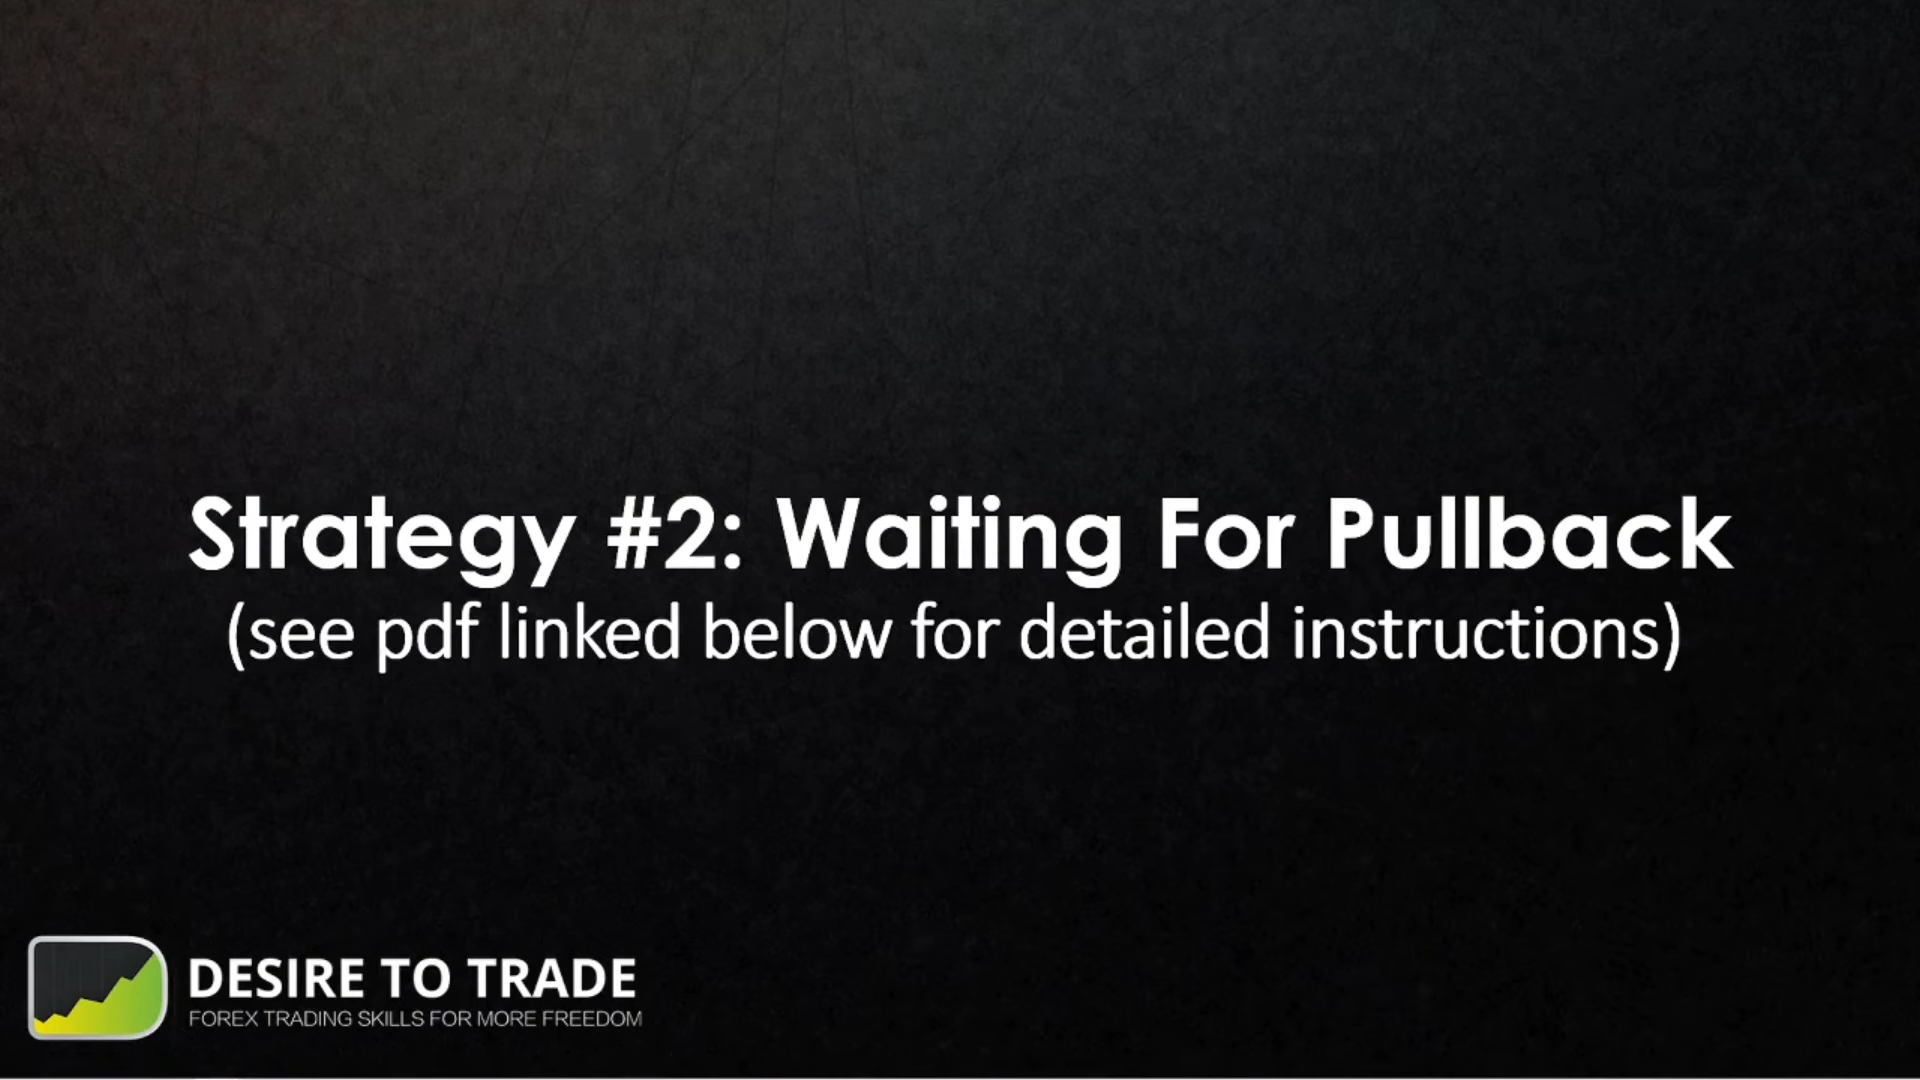 Strategy #2: Waiting For Pullback
(see pdf linked below for detailed instructions)
DESIRE TO TRADE
FOREX TRADING SKILLS FOR MORE FREEDOM